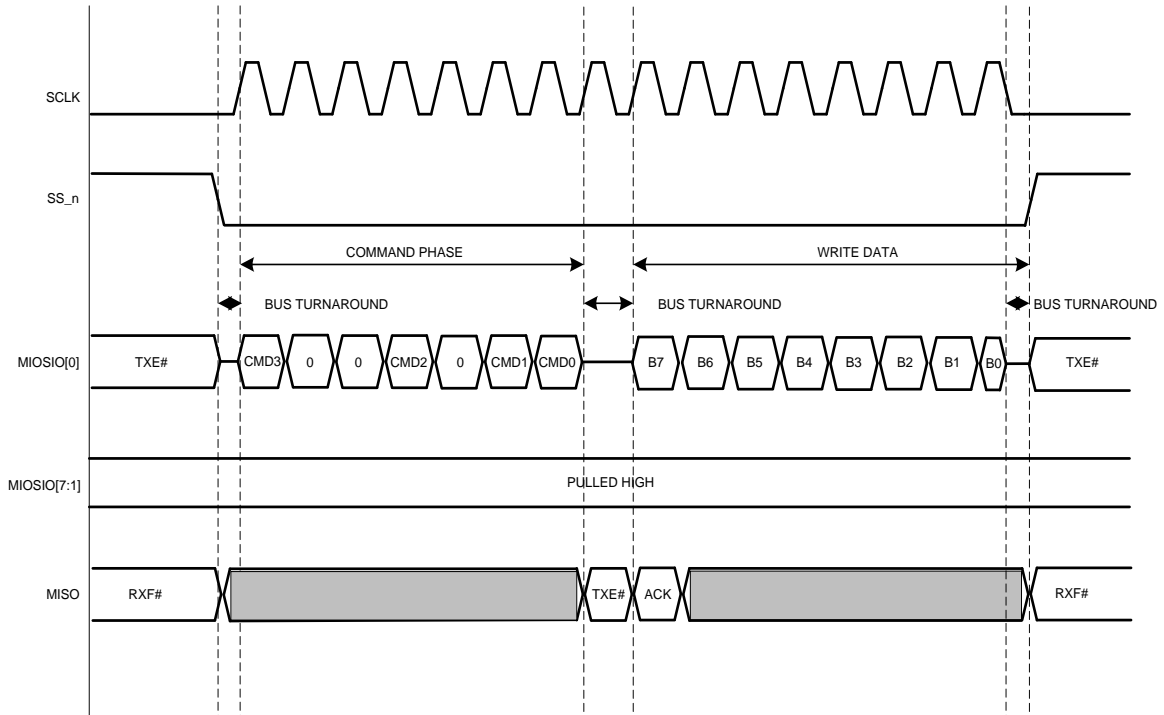 SCLK
SS_n
COMMAND PHASE WRITE DATA
BUS TURNAROUND BUS TURNAROUND BUS TURNAROUND
MIOSIO[0] TXE# CMD3 0 0 CMD2 0 CMD1 CMD0 B7 B6 B5 B4 B3 B2 B1 B0 TXE#
MIOSIO[7:1] PULLED HIGH
MISO RXF# TXE# ACK RXF#